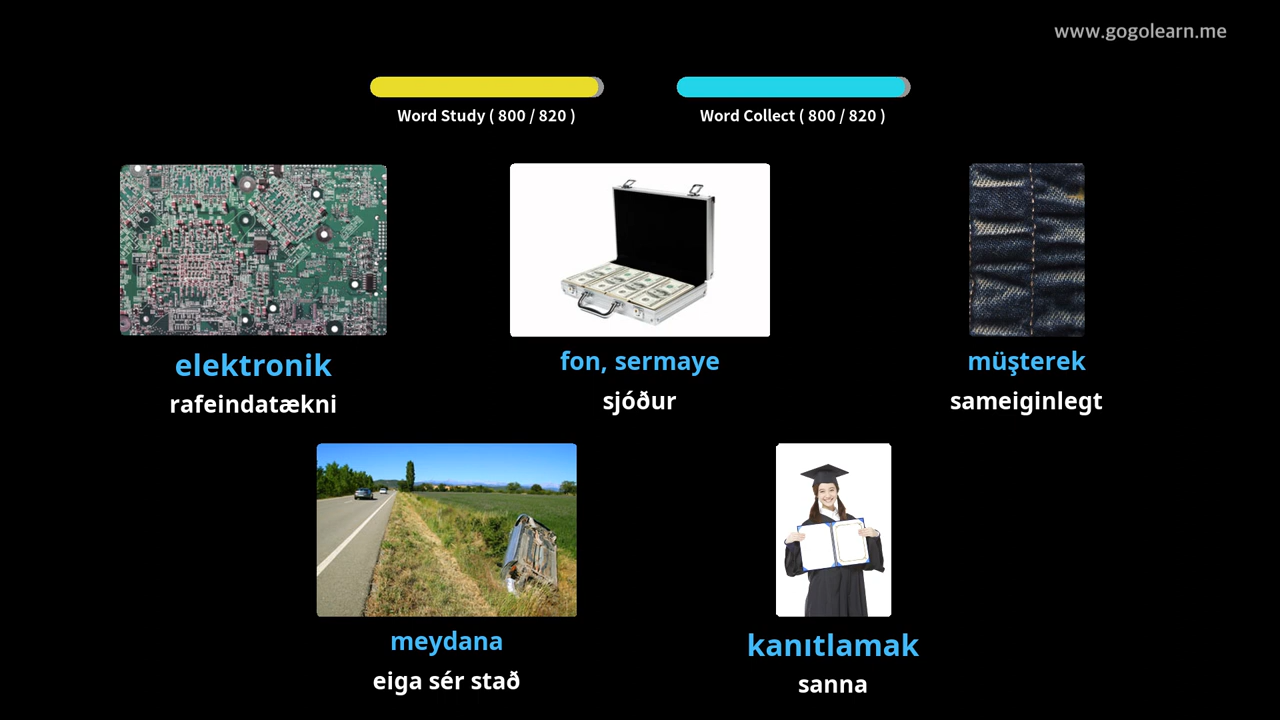 www.gogolearn.me
Word Study ( 800 / 820 )
Word Collect ( 800 / 820 )
elektronik
rafeindatækni
fon, sermaye
sjóður
müşterek
sameiginlegt
meydana
eiga sér stað
kanıtlamak
sanna